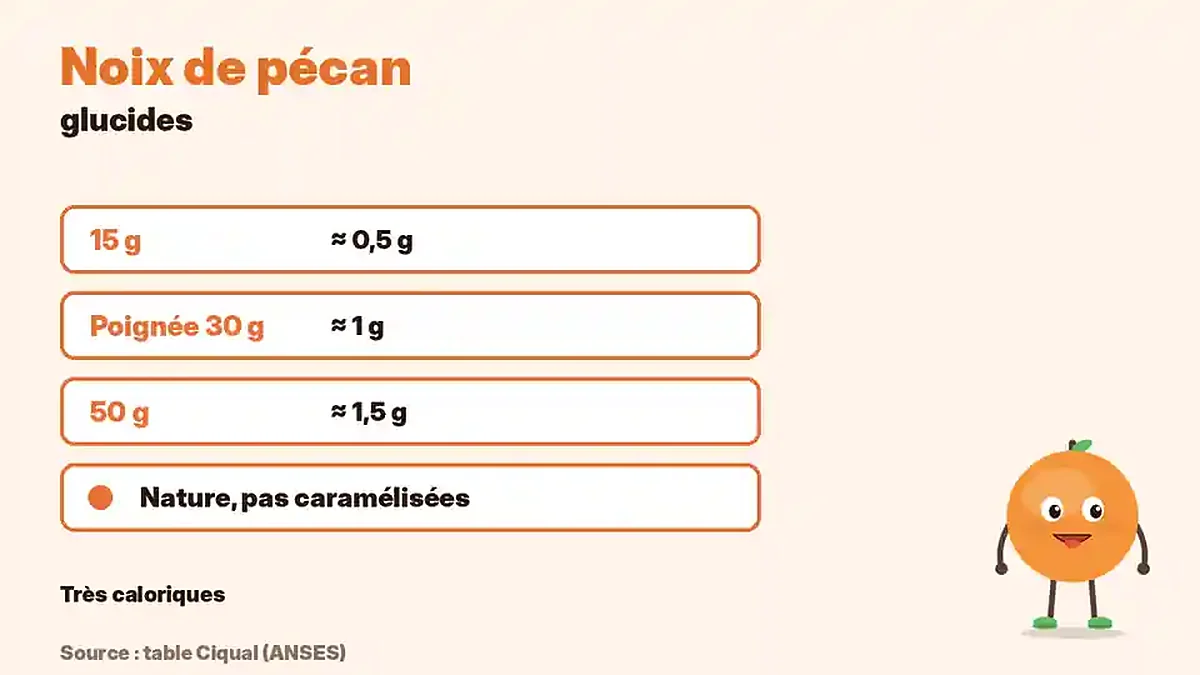 Noix de pécan
glucides
15 g ≈ 0,5 g
Poignée 30 g ≈ 1 g
50 g ≈ 1,5 g
Nature, pas caramélisées
Très caloriques
Source : table Ciqual (ANSES)